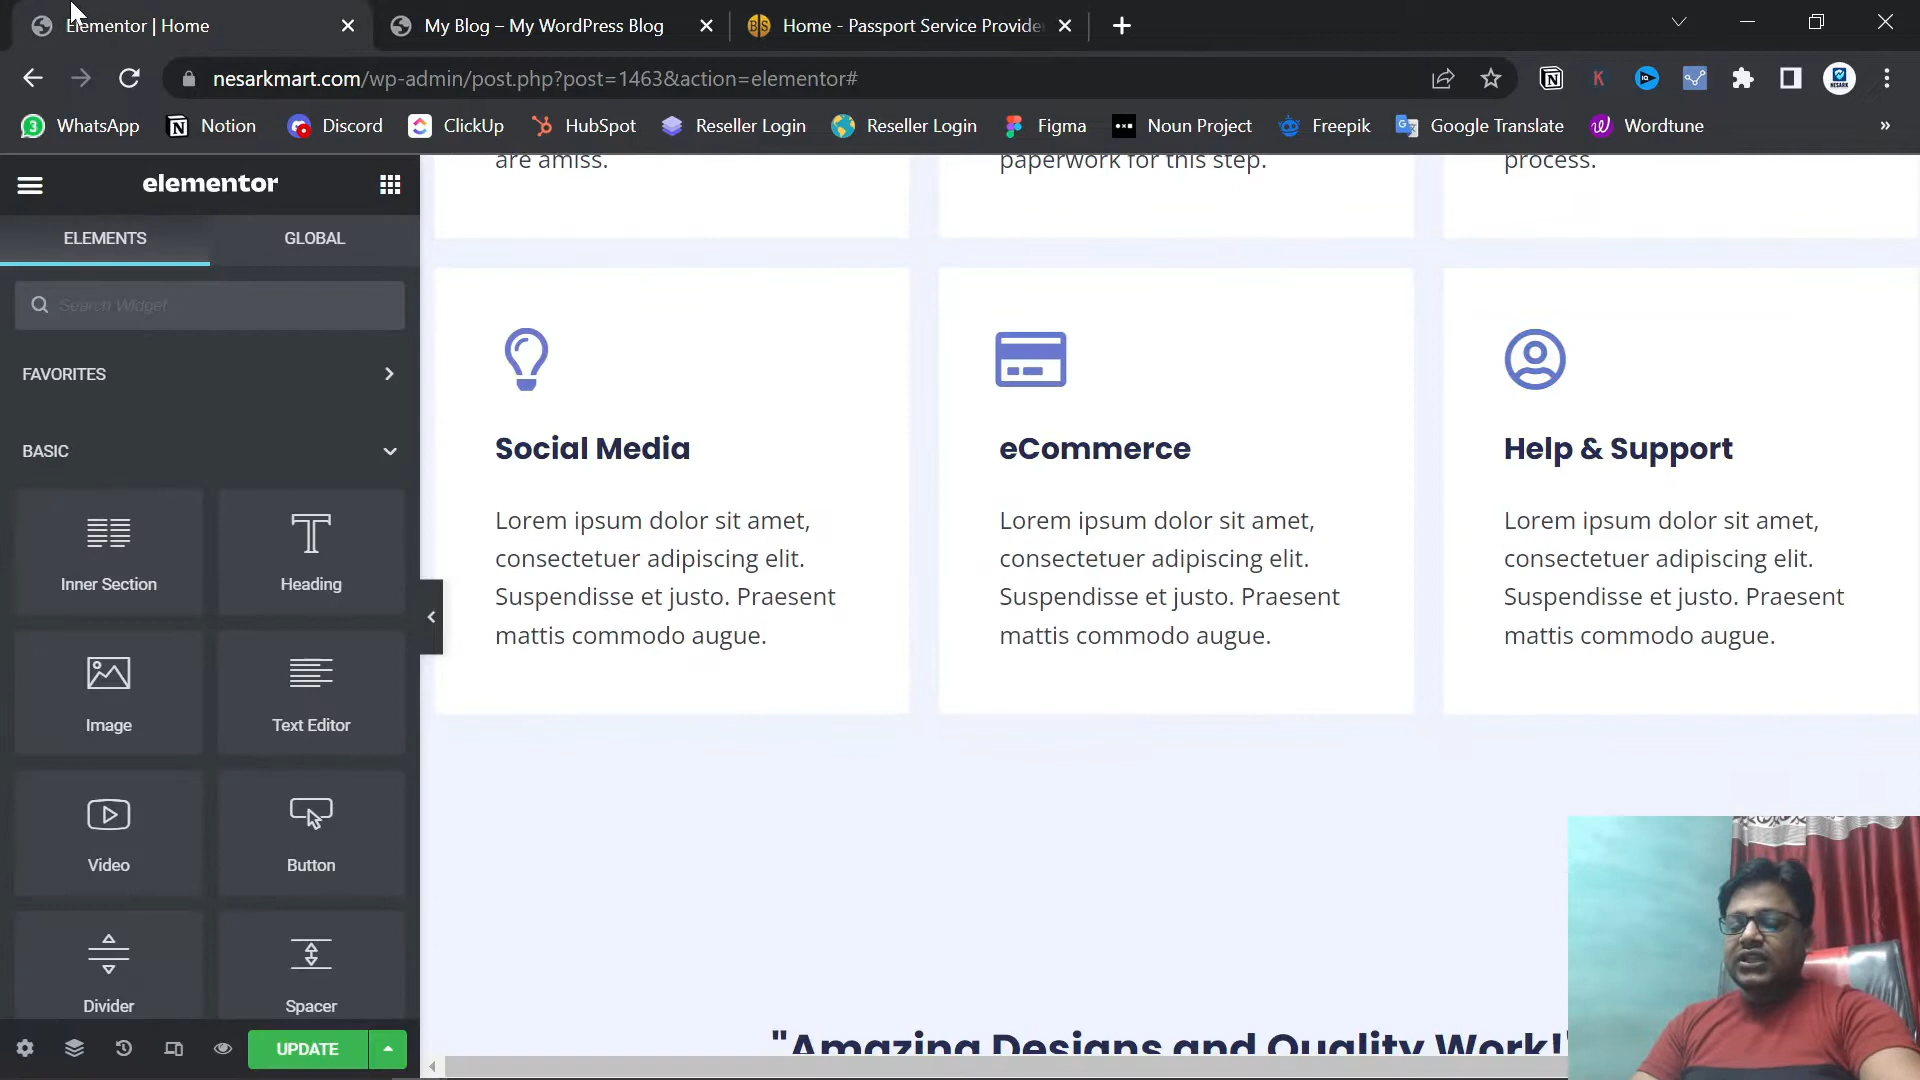 Elementor | Home
My Blog – My WordPress Blog
Home - Passport Service Provide
nesarkmart.com/wp-admin/post.php?post=1463&action=elementor#
3 WhatsApp
Notion
Discord
ClickUp
HubSpot
Reseller Login
Reseller Login
Figma
Noun Project
Freepik
Google Translate
Wordtune
»
elementor
ELEMENTS
GLOBAL
Search Widget
FAVORITES
BASIC
Inner Section
Heading
Image
Text Editor
Video
Button
Divider
Spacer
UPDATE
are amiss.
paperwork for this step.
process.
Social Media
Lorem ipsum dolor sit amet,
consectetuer adipiscing elit.
Suspendisse et justo. Praesent
mattis commodo augue.
eCommerce
Lorem ipsum dolor sit amet,
consectetuer adipiscing elit.
Suspendisse et justo. Praesent
mattis commodo augue.
Help & Support
Lorem ipsum dolor sit amet,
consectetuer adipiscing elit.
Suspendisse et justo. Praesent
mattis commodo augue.
"Amazing Designs and Quality Work!"